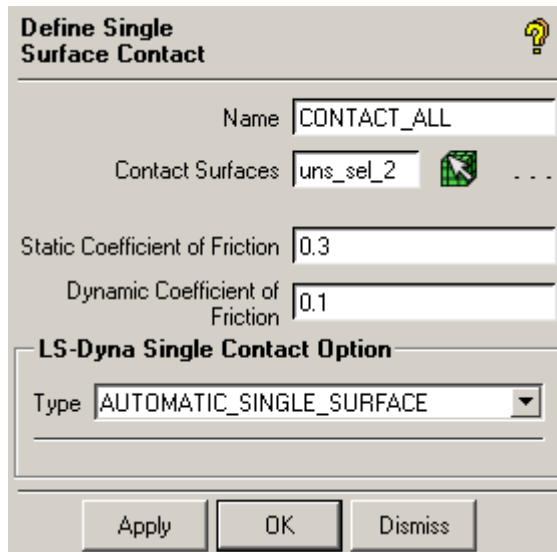 Define Single
Surface Contact
Name CONTACT_ALL
Contact Surfaces uns_sel_2 ...
Static Coefficient of Friction 0.3
Dynamic Coefficient of
Friction 0.1
LS-Dyna Single Contact Option
Type AUTOMATIC_SINGLE_SURFACE
Apply OK Dismiss